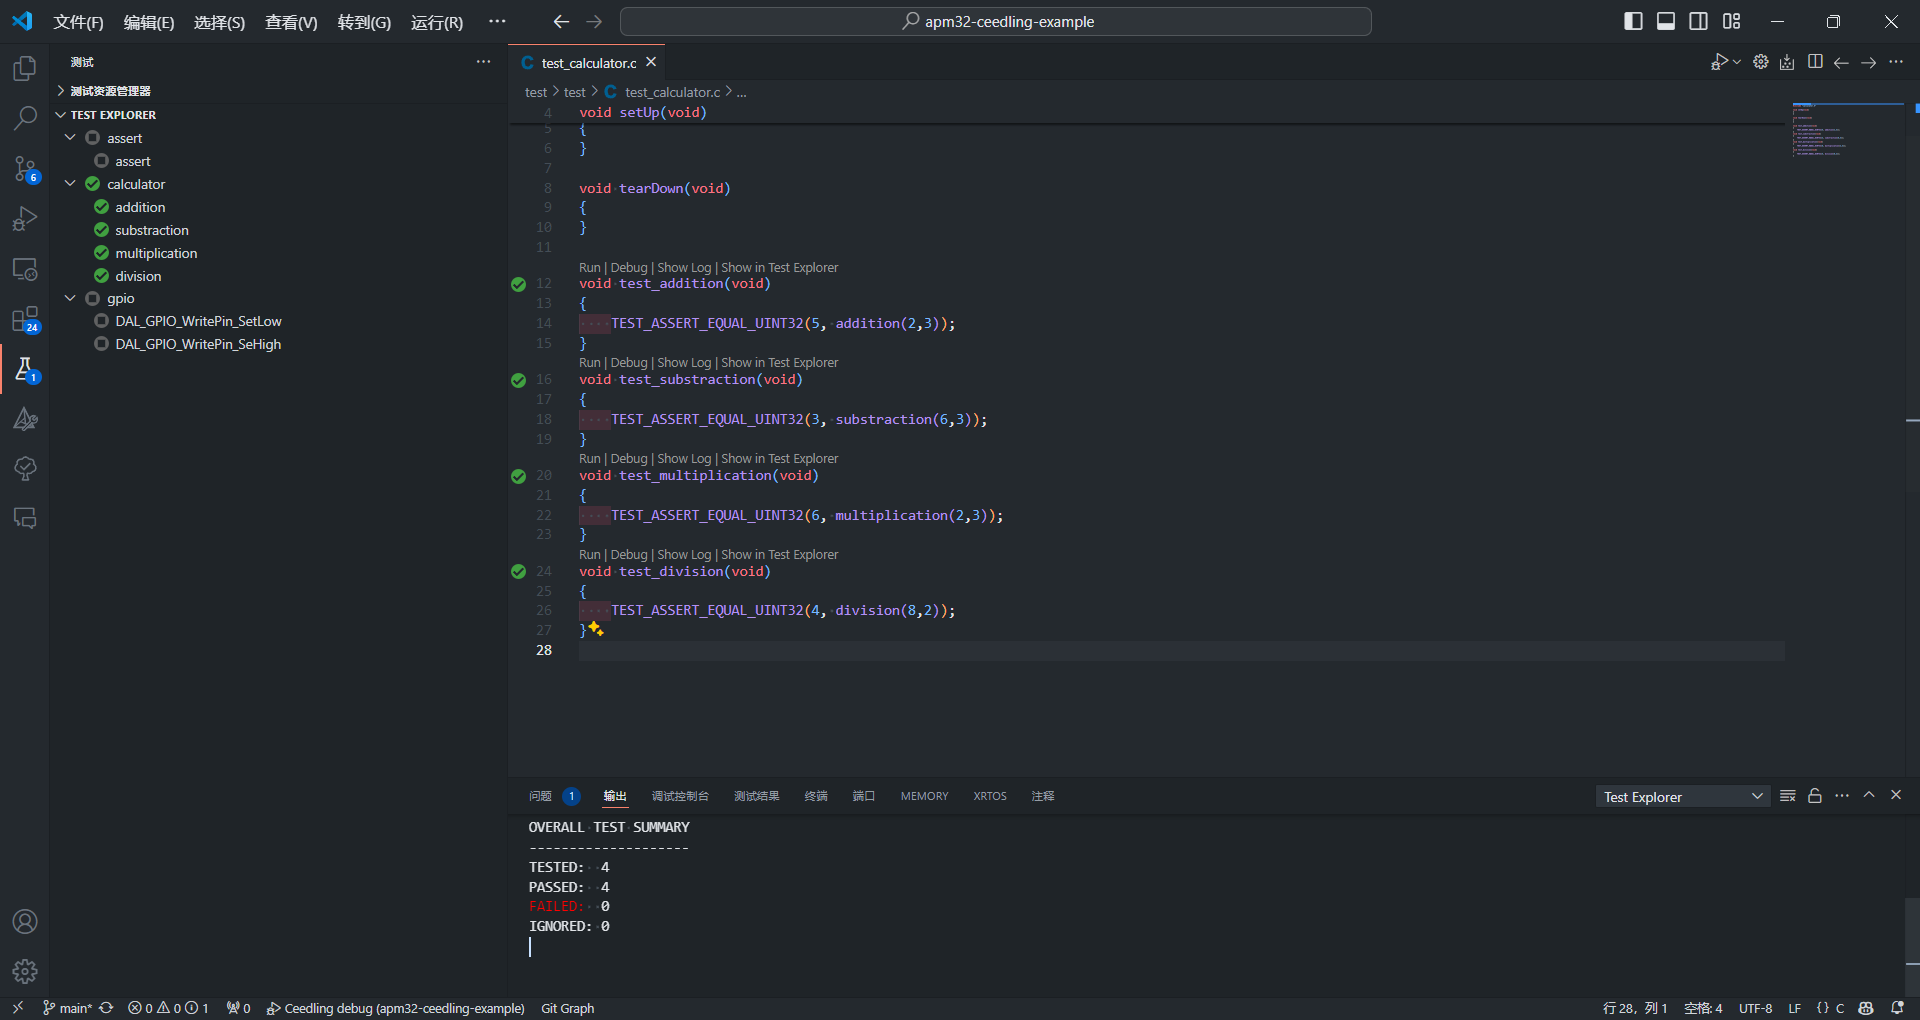 文件(F) 编辑(E) 选择(S) 查看(V) 转到(G) 运行(R) ··· apm32-ceedling-example
测试
测试资源管理器
TEST EXPLORER
assert
assert
calculator
addition
substraction
multiplication
division
gpio
DAL_GPIO_WritePin_SetLow
DAL_GPIO_WritePin_SeHigh
6
24
1
C test_calculator.c
test > test > C test_calculator.c > ...
4 void setUp(void)
5 {
6 }
7
8 void tearDown(void)
9 {
10 }
11
Run | Debug | Show Log | Show in Test Explorer
12 void test_addition(void)
13 {
14 ····TEST_ASSERT_EQUAL_UINT32(5, addition(2,3));
15 }
Run | Debug | Show Log | Show in Test Explorer
16 void test_substraction(void)
17 {
18 ····TEST_ASSERT_EQUAL_UINT32(3, substraction(6,3));
19 }
Run | Debug | Show Log | Show in Test Explorer
20 void test_multiplication(void)
21 {
22 ····TEST_ASSERT_EQUAL_UINT32(6, multiplication(2,3));
23 }
Run | Debug | Show Log | Show in Test Explorer
24 void test_division(void)
25 {
26 ····TEST_ASSERT_EQUAL_UINT32(4, division(8,2));
27 }
28
问题 1 输出 调试控制台 测试结果 终端 端口 MEMORY XRTOS 注释 Test Explorer
OVERALL TEST SUMMARY
--------------------
TESTED: 4
PASSED: 4
FAILED: 0
IGNORED: 0
main* 0 0 1 0 Ceedling debug (apm32-ceedling-example) Git Graph 行 28，列 1 空格: 4 UTF-8 LF {} C